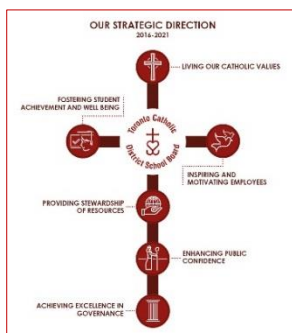 OUR STRATEGIC DIRECTION
2016-2021
LIVING OUR CATHOLIC VALUES
FOSTERING STUDENT
ACHIEVEMENT AND WELL BEING
Toronto Catholic
District School Board
INSPIRING AND
MOTIVATING EMPLOYEES
PROVIDING STEWARDSHIP
OF RESOURCES
ENHANCING PUBLIC
CONFIDENCE
ACHIEVING EXCELLENCE IN
GOVERNANCE